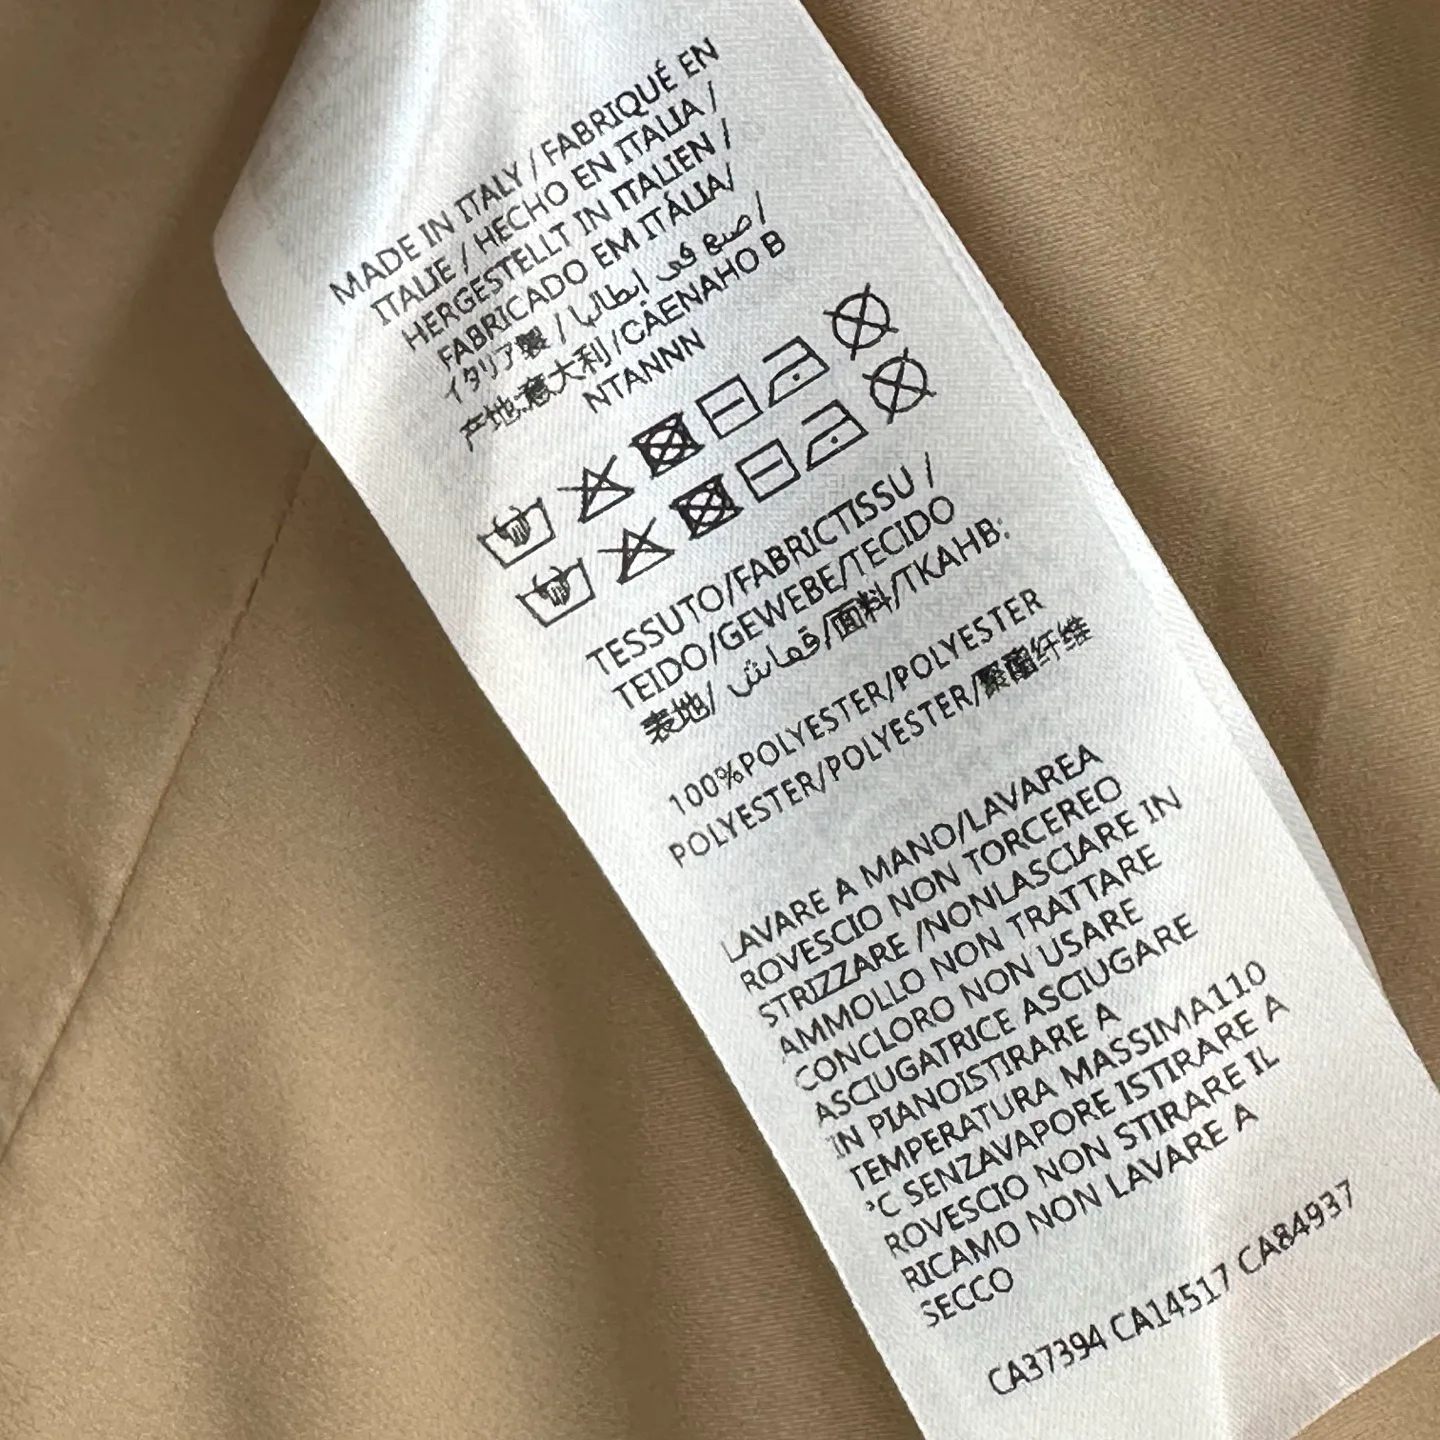 MADE IN ITALY / FABRIQUÉ EN
ITALIE / HECHO EN ITALIA /
HERGESTELLT IN ITALIEN /
FABRICADO EM ITÁLIA/
イタリア製 / صنع في إيطاليا /
产地:意大利/CAENAHO B
NTANNN
TESSUTO/FABRICTISSU /
TEIDO/GEWEBE/TECIDO
表地/ قماش/面料/TKAHB:
100%POLYESTER/POLYESTER
POLYESTER/POLYESTER/聚酯纤维
LAVARE A MANO/LAVAREA
ROVESCIO NON TORCEREO
STRIZZARE /NONLASCIARE IN
AMMOLLO NON TRATTARE
CONCLORO NON USARE
ASCIUGATRICE ASCIUGARE
IN PIANOISTIRARE A
TEMPERATURA MASSIMA110
°C SENZAVAPORE ISTIRARE A
ROVESCIO NON STIRARE IL
RICAMO NON LAVARE A
SECCO
CA37394 CA14517 CA84937